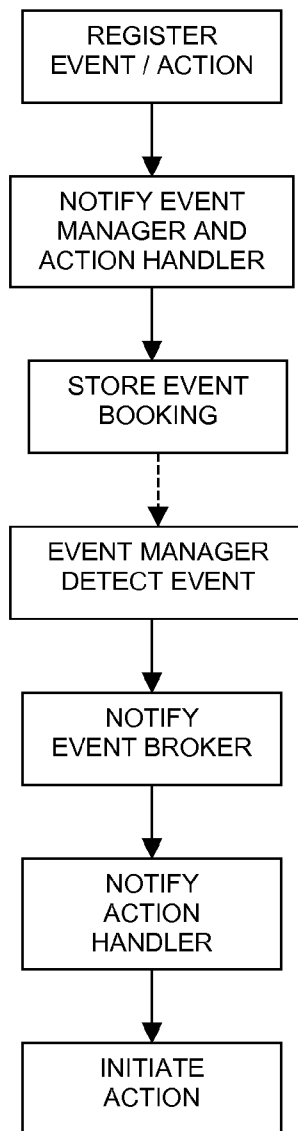 REGISTER
EVENT / ACTION
NOTIFY EVENT
MANAGER AND
ACTION HANDLER
STORE EVENT
BOOKING
EVENT MANAGER
DETECT EVENT
NOTIFY
EVENT BROKER
NOTIFY
ACTION
HANDLER
INITIATE
ACTION